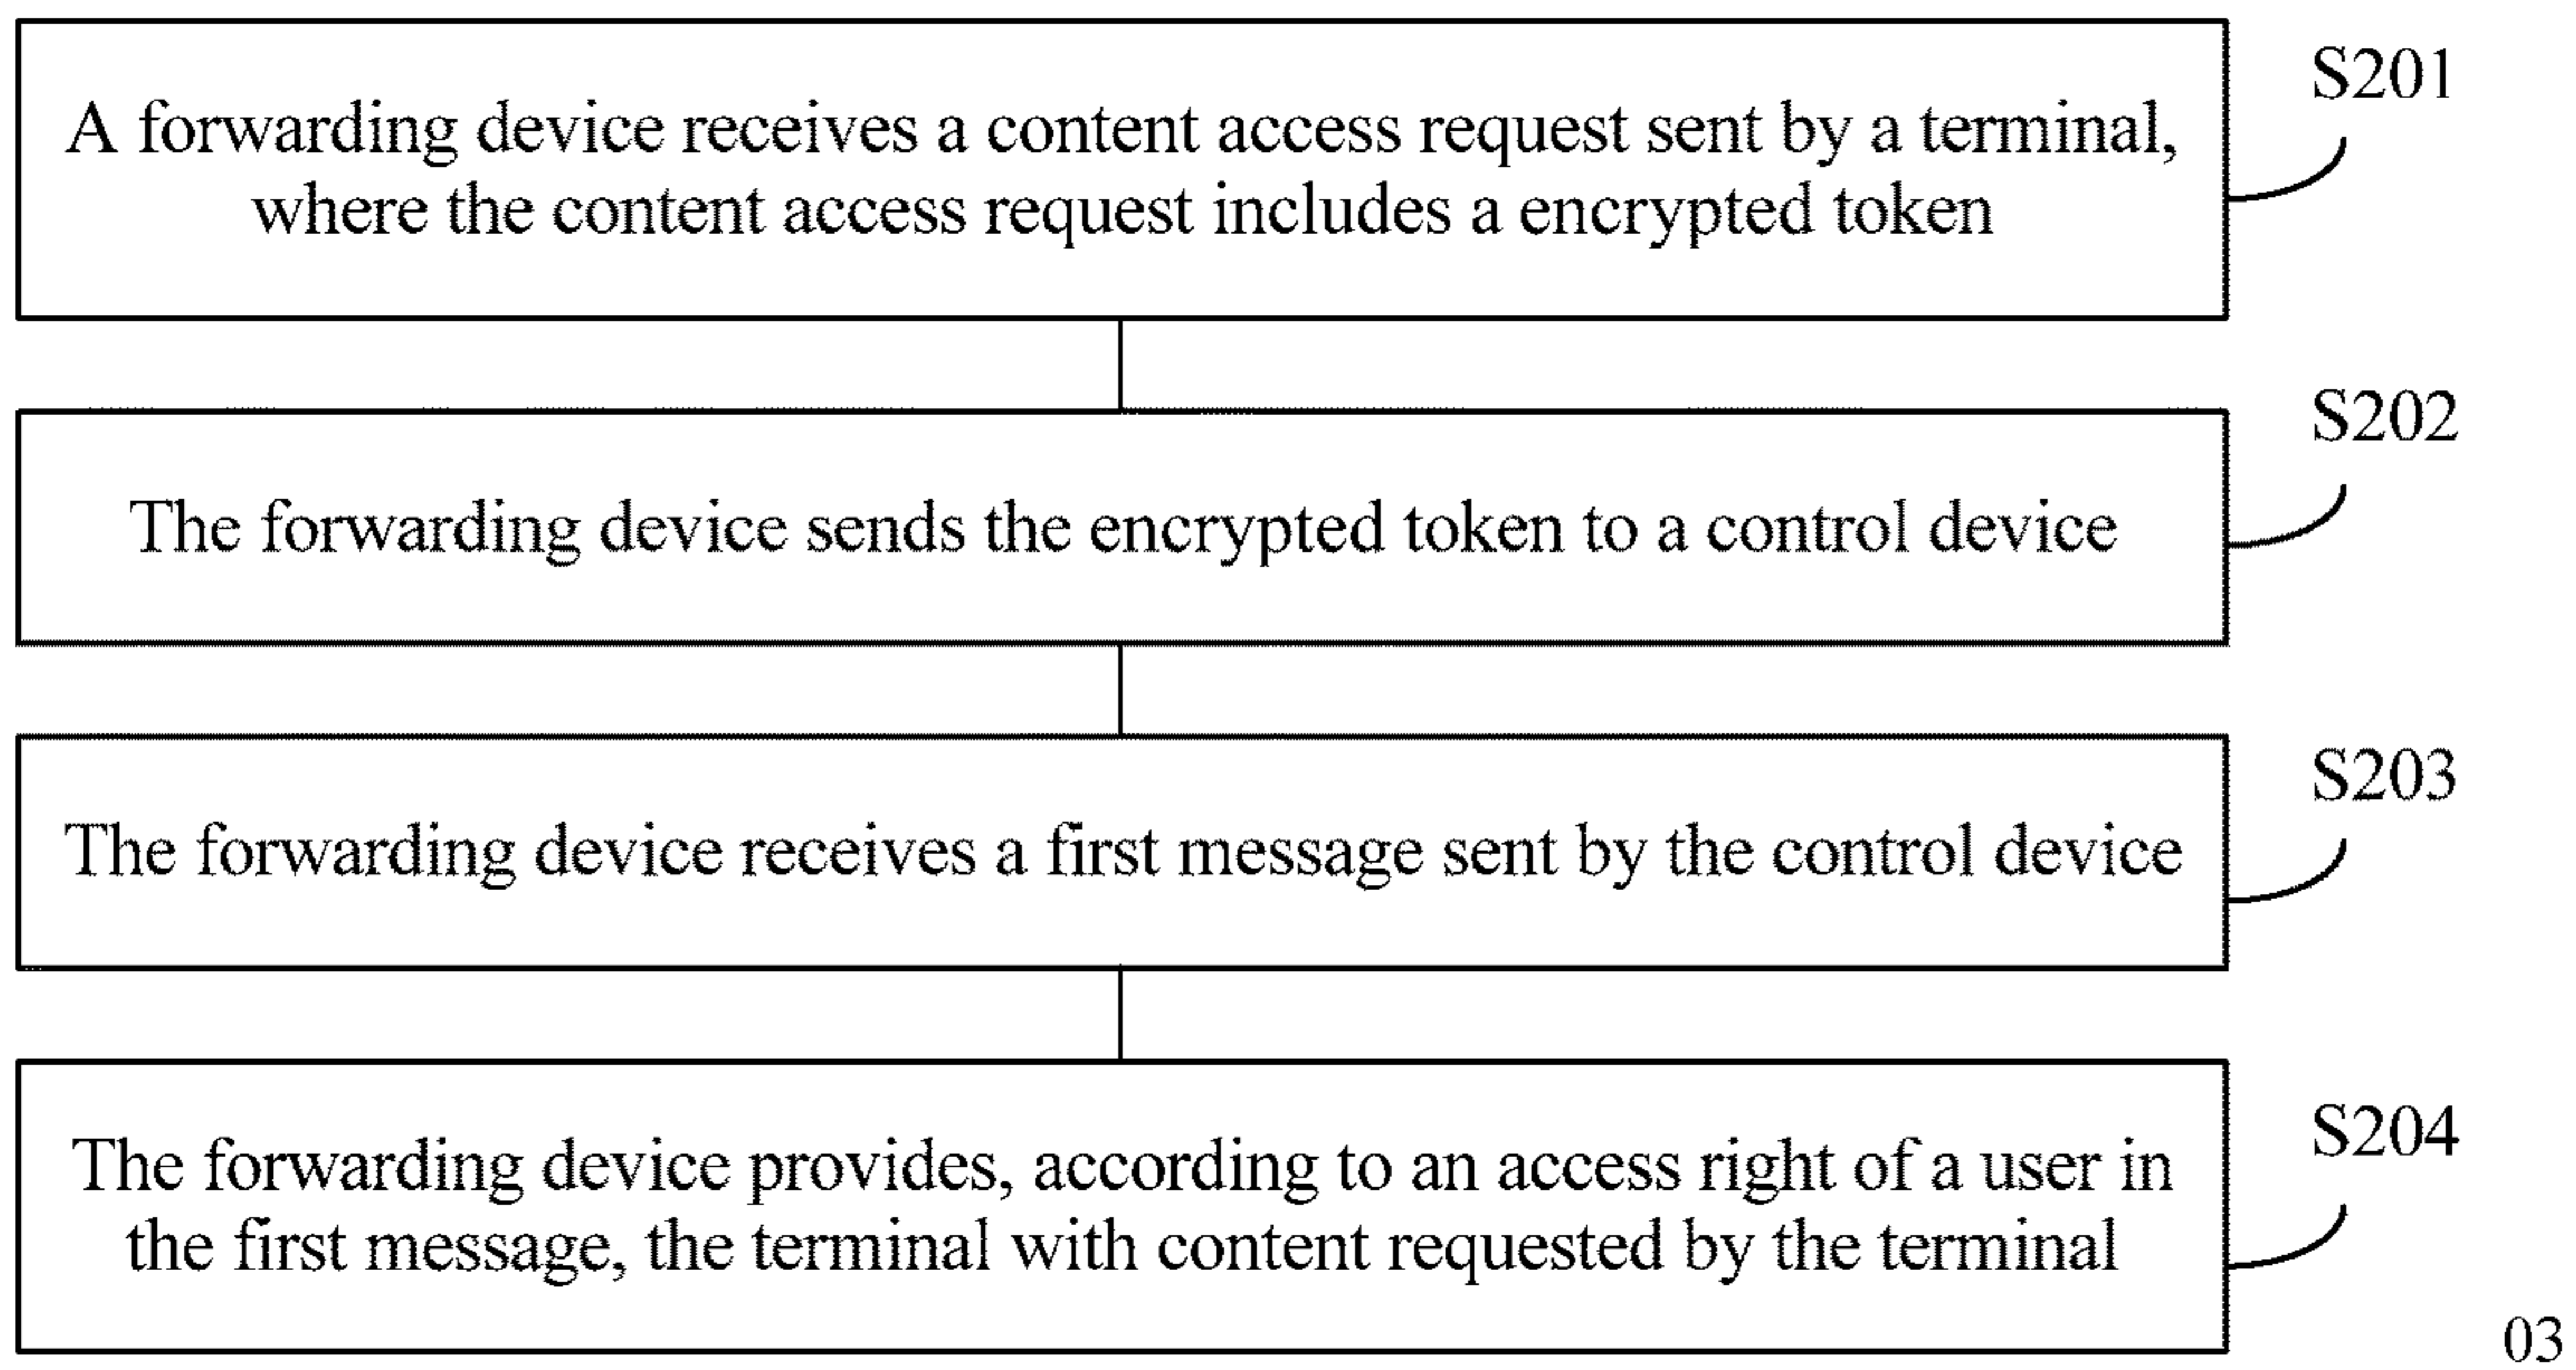 S201
A forwarding device receives a content access request sent by a terminal,
where the content access request includes a encrypted token
S202
The forwarding device sends the encrypted token to a control device
S203
The forwarding device receives a first message sent by the control device
S204
The forwarding device provides, according to an access right of a user in
the first message, the terminal with content requested by the terminal
03